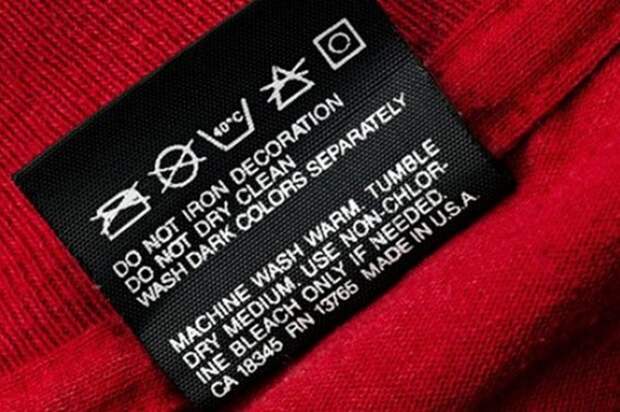 40°C
DO NOT IRON DECORATION
DO NOT DRY CLEAN
WASH DARK COLORS SEPARATELY
MACHINE WASH WARM. TUMBLE
DRY MEDIUM. USE NON-CHLOR-
INE BLEACH ONLY IF NEEDED.
CA 18345 RN 13765 MADE IN U.S.A.